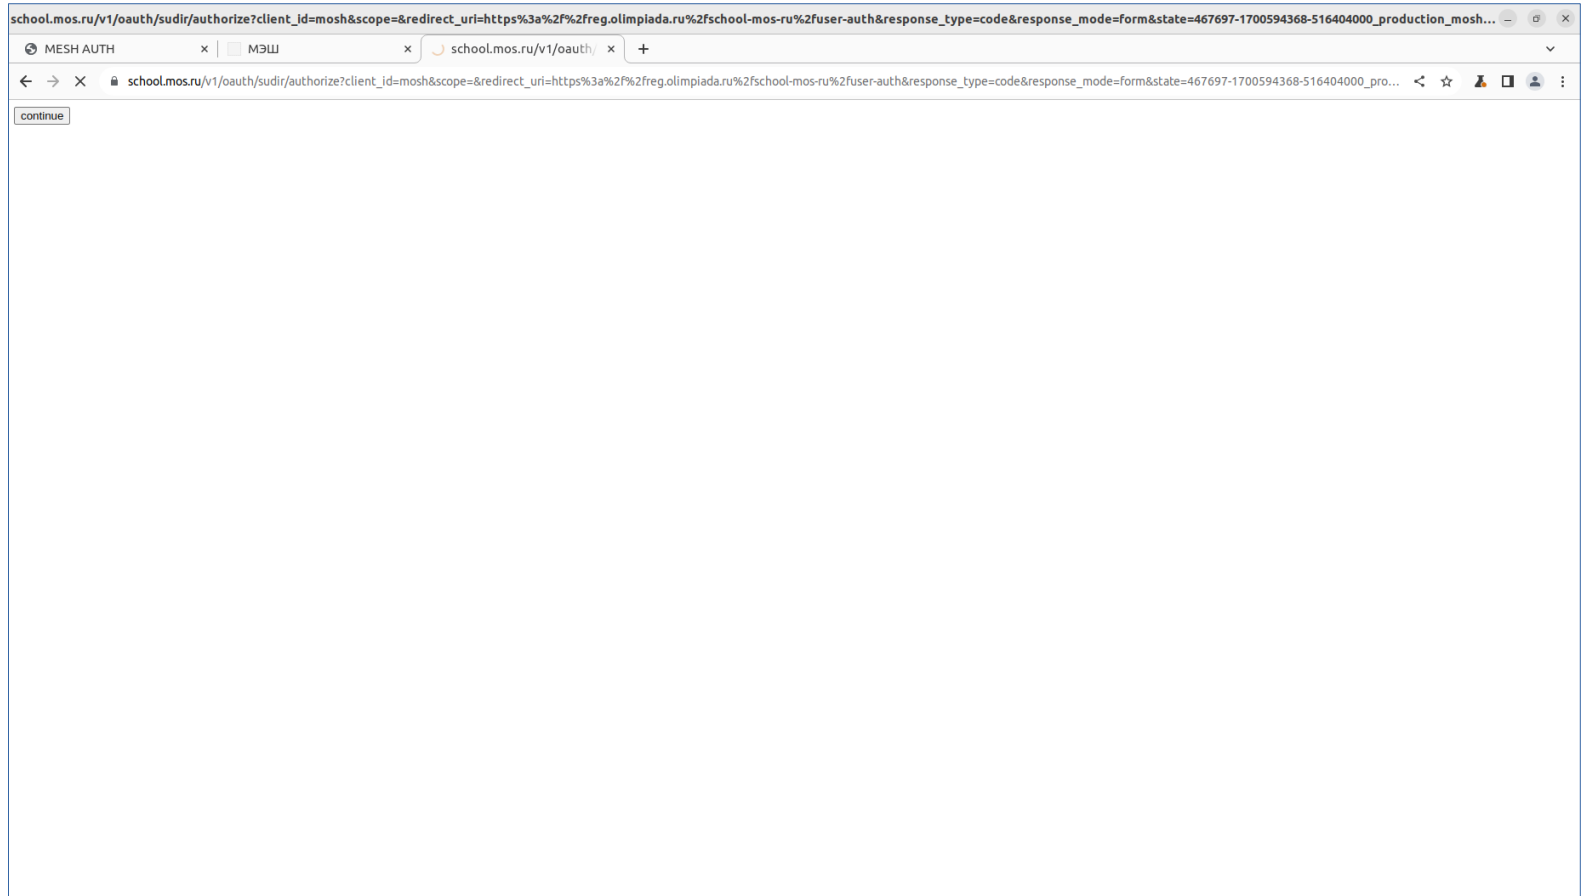 school.mos.ru/v1/oauth/sudir/authorize?client_id=mosh&scope=&redirect_uri=https%3a%2f%2freg.olimpiada.ru%2fschool-mos-ru%2fuser-auth&response_type=code&response_mode=form&state=467697-1700594368-516404000_production_mosh...
MESH AUTH
МЭШ
school.mos.ru/v1/oauth/
school.mos.ru/v1/oauth/sudir/authorize?client_id=mosh&scope=&redirect_uri=https%3a%2f%2freg.olimpiada.ru%2fschool-mos-ru%2fuser-auth&response_type=code&response_mode=form&state=467697-1700594368-516404000_pro...
continue